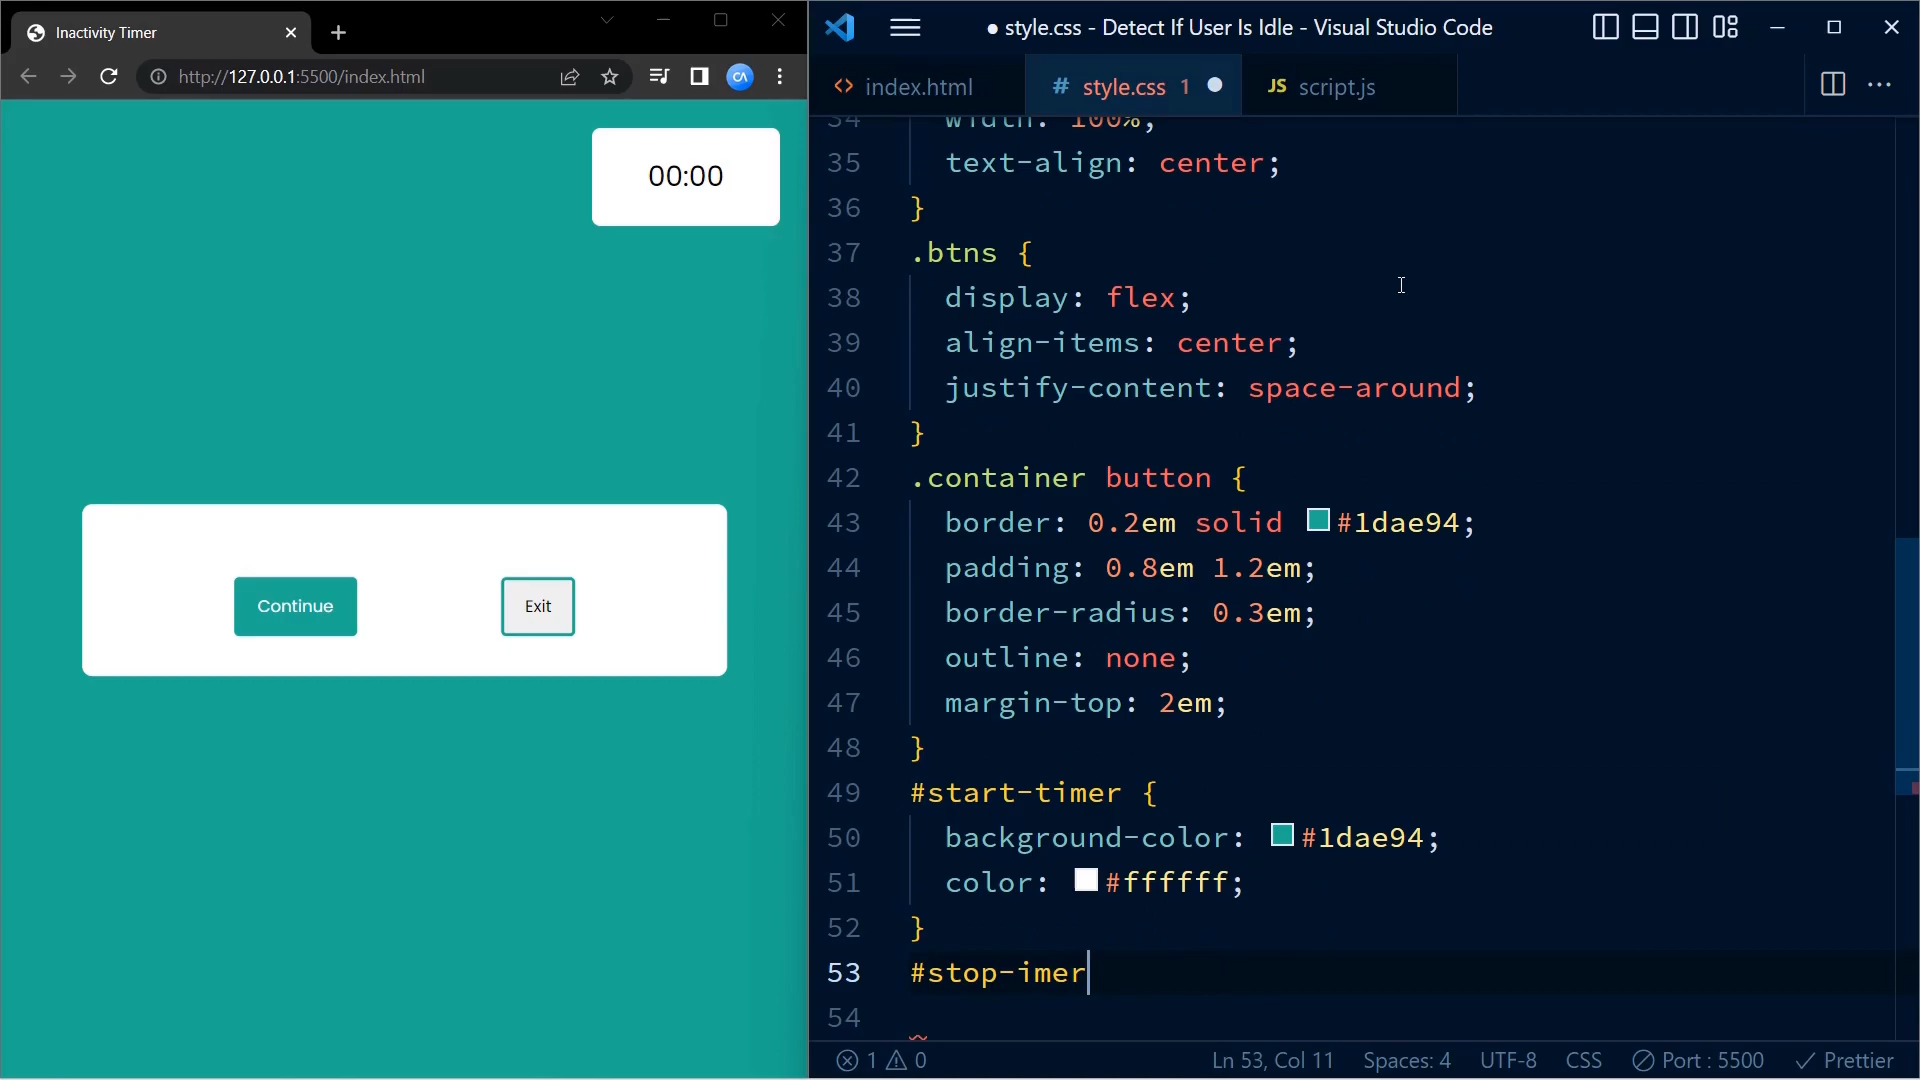 Inactivity Timer
http://127.0.0.1:5500/index.html
CA
00:00
Continue
Exit
● style.css - Detect If User Is Idle - Visual Studio Code
<> index.html
# style.css 1
JS script.js
34 width: 100%;
35 text-align: center;
36 }
37 .btns {
38 display: flex;
39 align-items: center;
40 justify-content: space-around;
41 }
42 .container button {
43 border: 0.2em solid #1dae94;
44 padding: 0.8em 1.2em;
45 border-radius: 0.3em;
46 outline: none;
47 margin-top: 2em;
48 }
49 #start-timer {
50 background-color: #1dae94;
51 color: #ffffff;
52 }
53 #stop-imer
54
1 0
Ln 53, Col 11
Spaces: 4
UTF-8
CSS
Port : 5500
Prettier